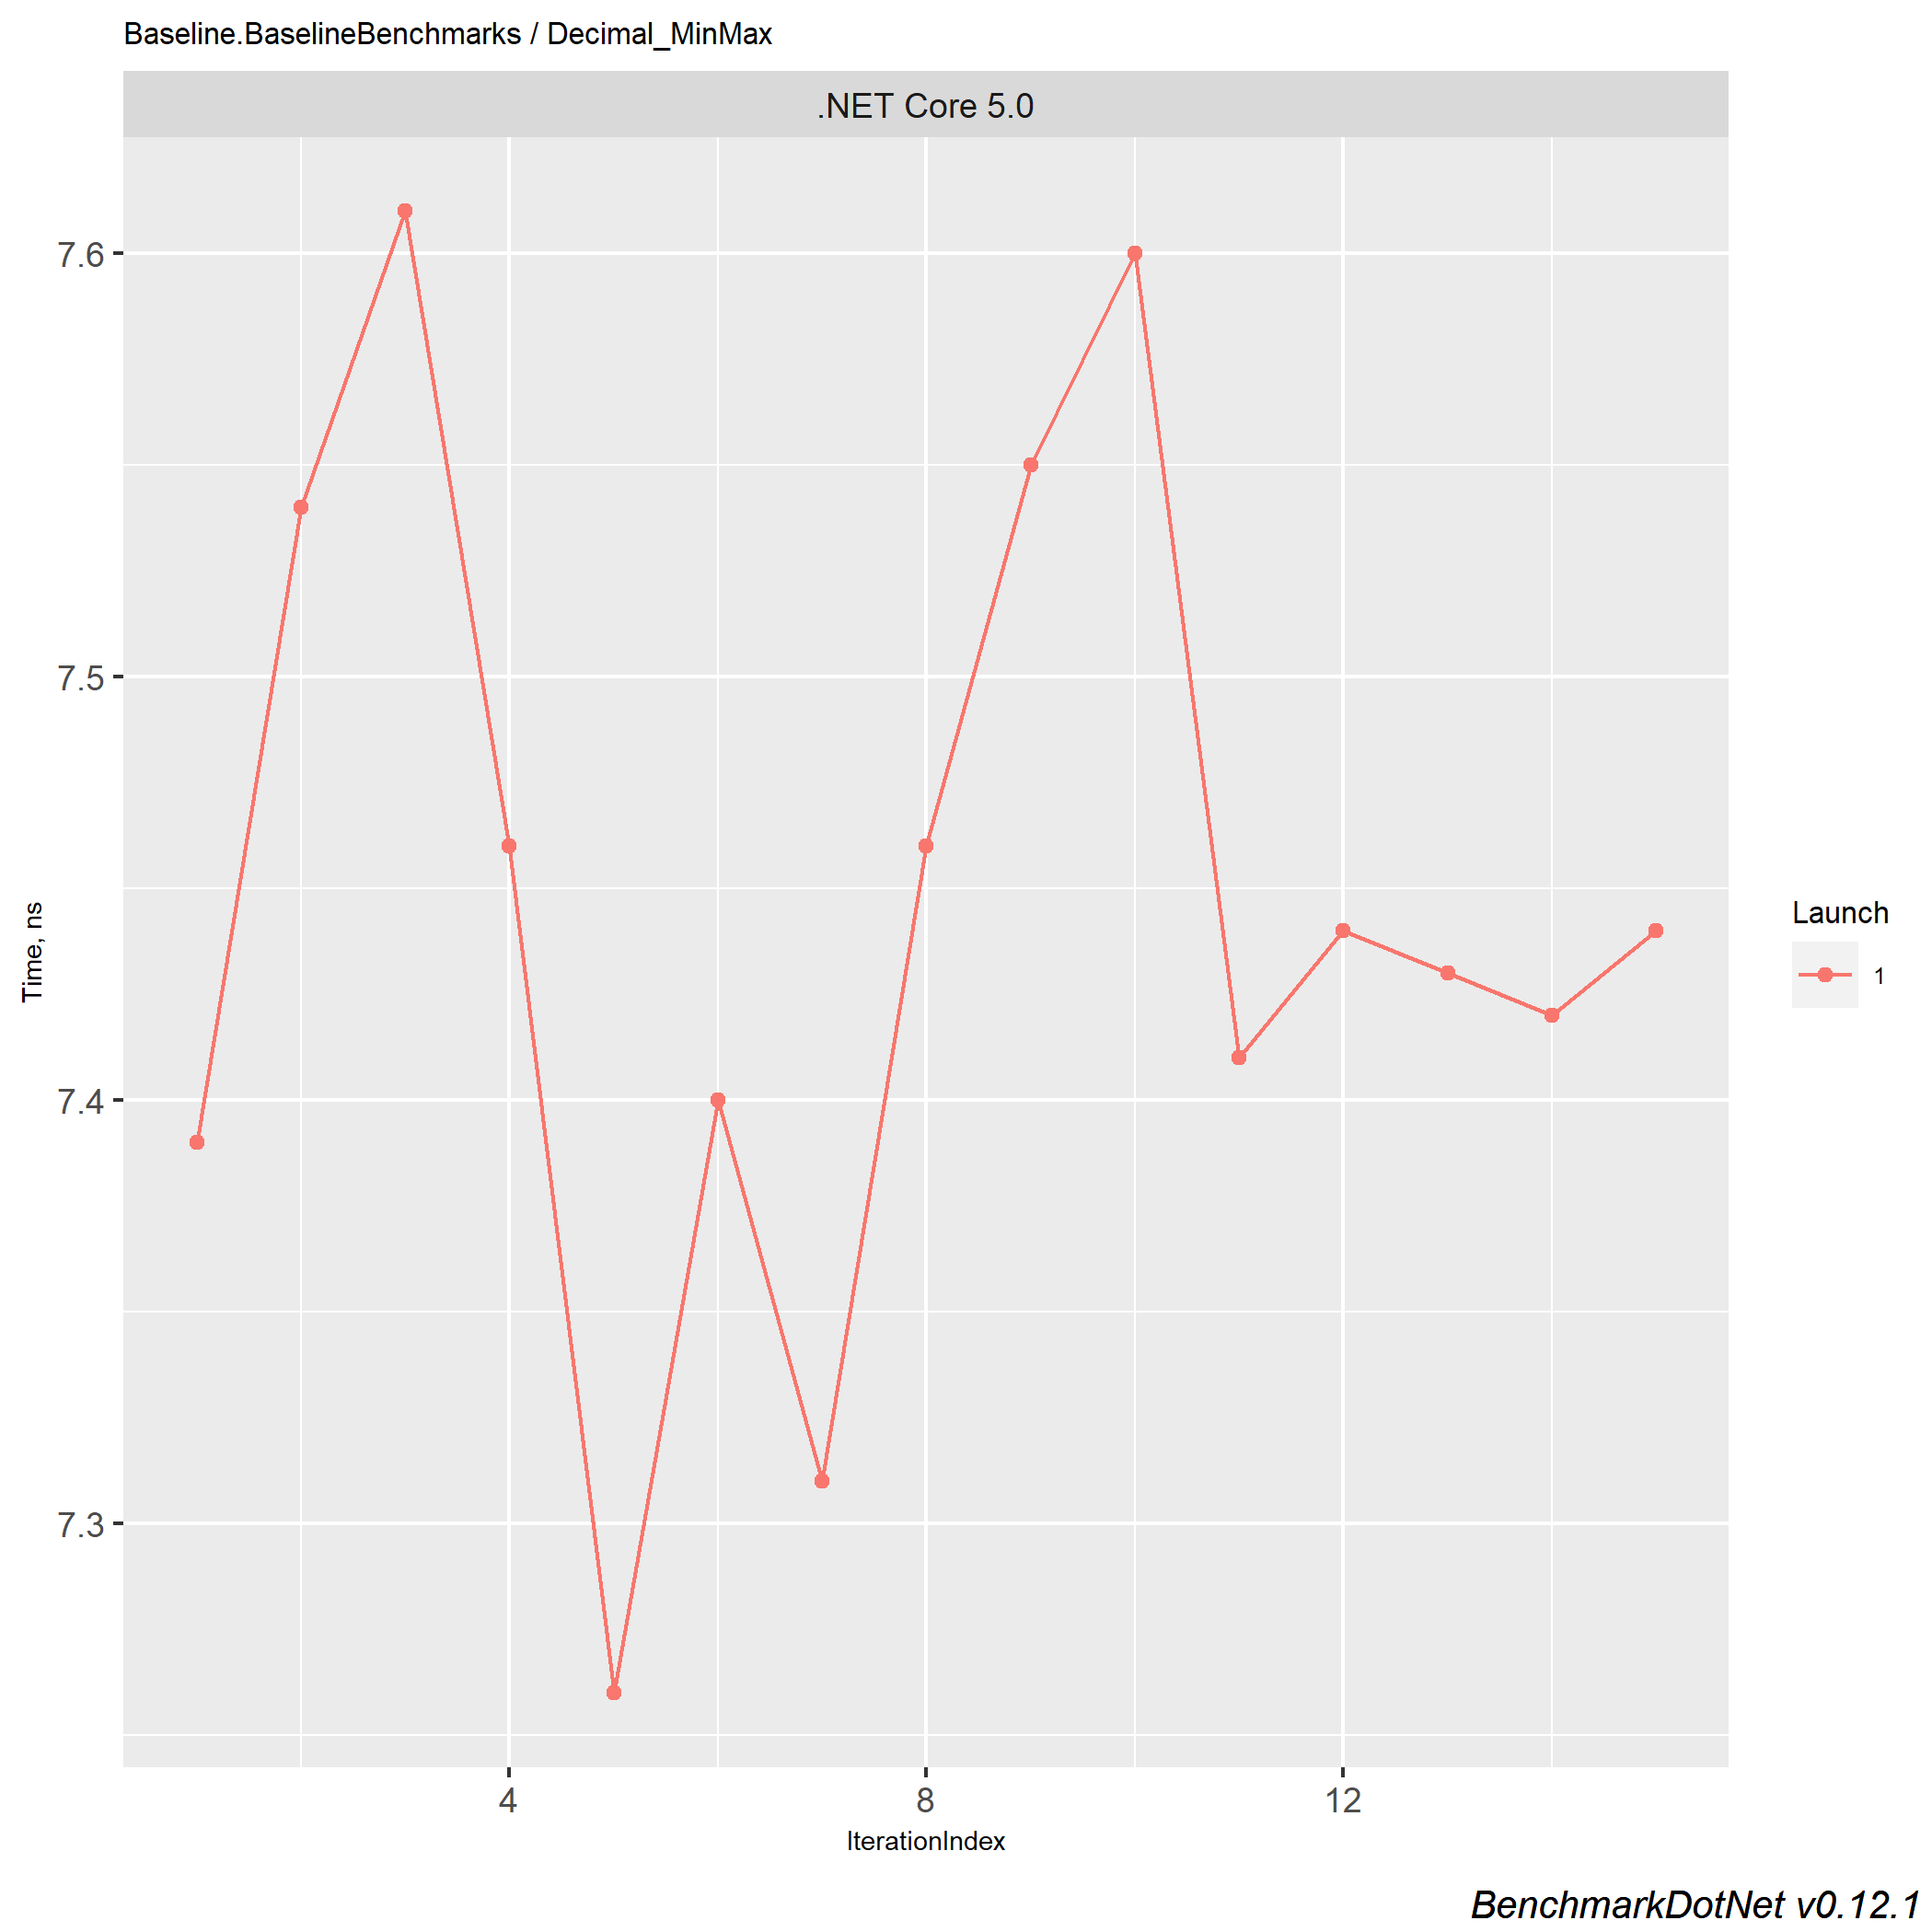 Baseline.BaselineBenchmarks / Decimal_MinMax
.NET Core 5.0
7.6
7.5
7.4
7.3
Time, ns
4 8 12
IterationIndex
Launch
1
BenchmarkDotNet v0.12.1